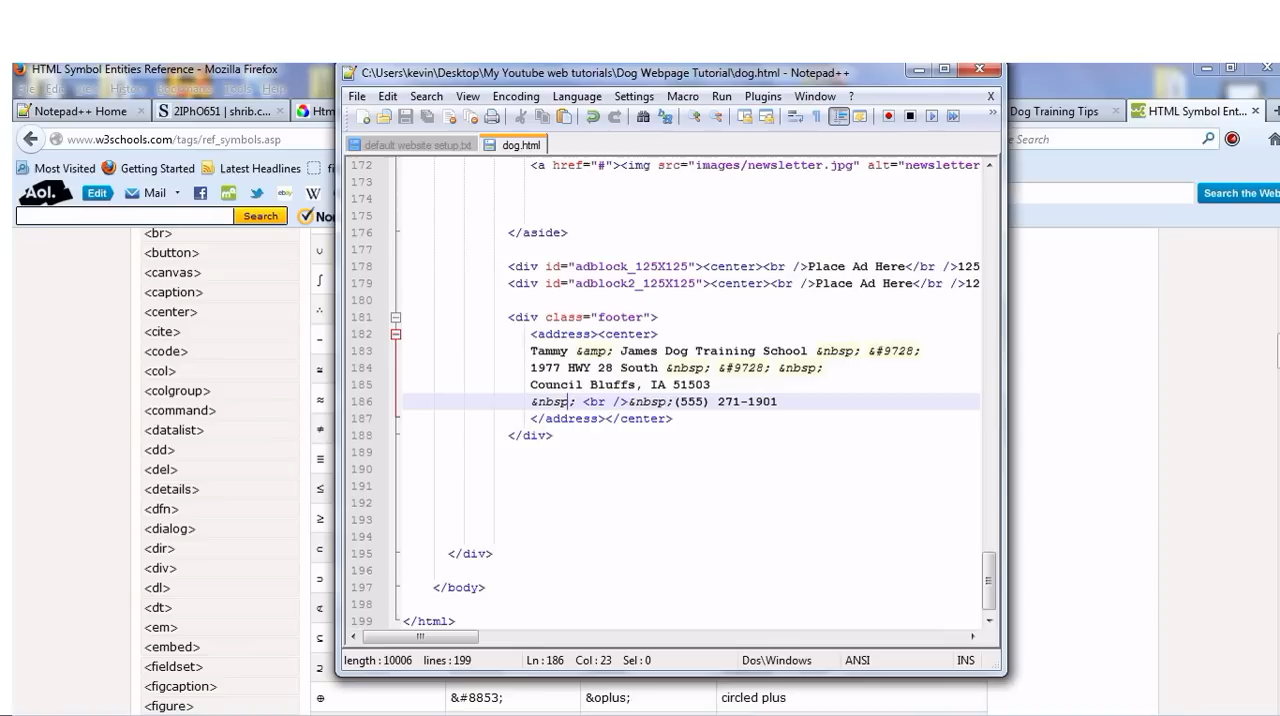 HTML Symbol Entities Reference - Mozilla Firefox
C:\Users\kevin\Desktop\My Youtube web tutorials\Dog Webpage Tutorial\dog.html - Notepad++
File Edit Search View Encoding Language Settings Macro Run Plugins Window ? X
Notepad++ Home
2IPhO651 | shrib.c...
Dog Training Tips
HTML Symbol Ent...
www.w3schools.com/tags/ref_symbols.asp
default website setup.txt
dog.html
Most Visited
Getting Started
Latest Headlines
Aol.
Edit
Mail
Search the Web
Search
<br>
<button>
<canvas>
<caption>
<center>
<cite>
<code>
<col>
<colgroup>
<command>
<datalist>
<dd>
<del>
<details>
<dfn>
<dialog>
<dir>
<div>
<dl>
<dt>
<em>
<embed>
<fieldset>
<figcaption>
<figure>
172 <a href="#"><img src="images/newsletter.jpg" alt="newsletter
173
174
175
176 </aside>
178 <div id="adblock_125X125"><center><br />Place Ad Here</br />125
179 <div id="adblock2_125X125"><center><br />Place Ad Here</br />12
180
181 <div class="footer">
182 <address><center>
183 Tammy &amp; James Dog Training School &nbsp; &#9728;
184 1977 HWY 28 South &nbsp; &#9728; &nbsp;
185 Council Bluffs, IA 51503
186 &nbsp; <br />&nbsp;(555) 271-1901
187 </address></center>
188 </div>
189
190
191
192
193
194
195 </div>
196
197 </body>
198
199 </html>
length : 10006 lines : 199 Ln : 186 Col : 23 Sel : 0 Dos\Windows ANSI INS
⊕ &#8853; &oplus; circled plus